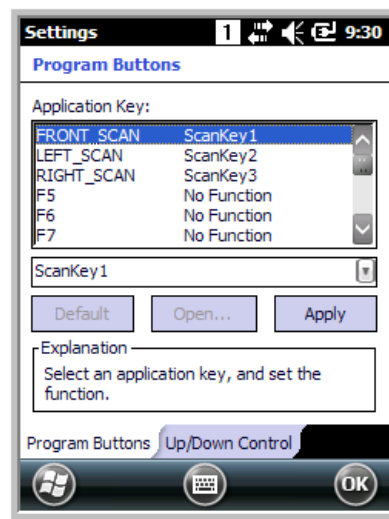 Settings 1 9:30
Program Buttons
Application Key:
FRONT_SCAN ScanKey1
LEFT_SCAN ScanKey2
RIGHT_SCAN ScanKey3
F5 No Function
F6 No Function
F7 No Function
ScanKey1
Default Open... Apply
Explanation
Select an application key, and set the
function.
Program Buttons Up/Down Control
OK